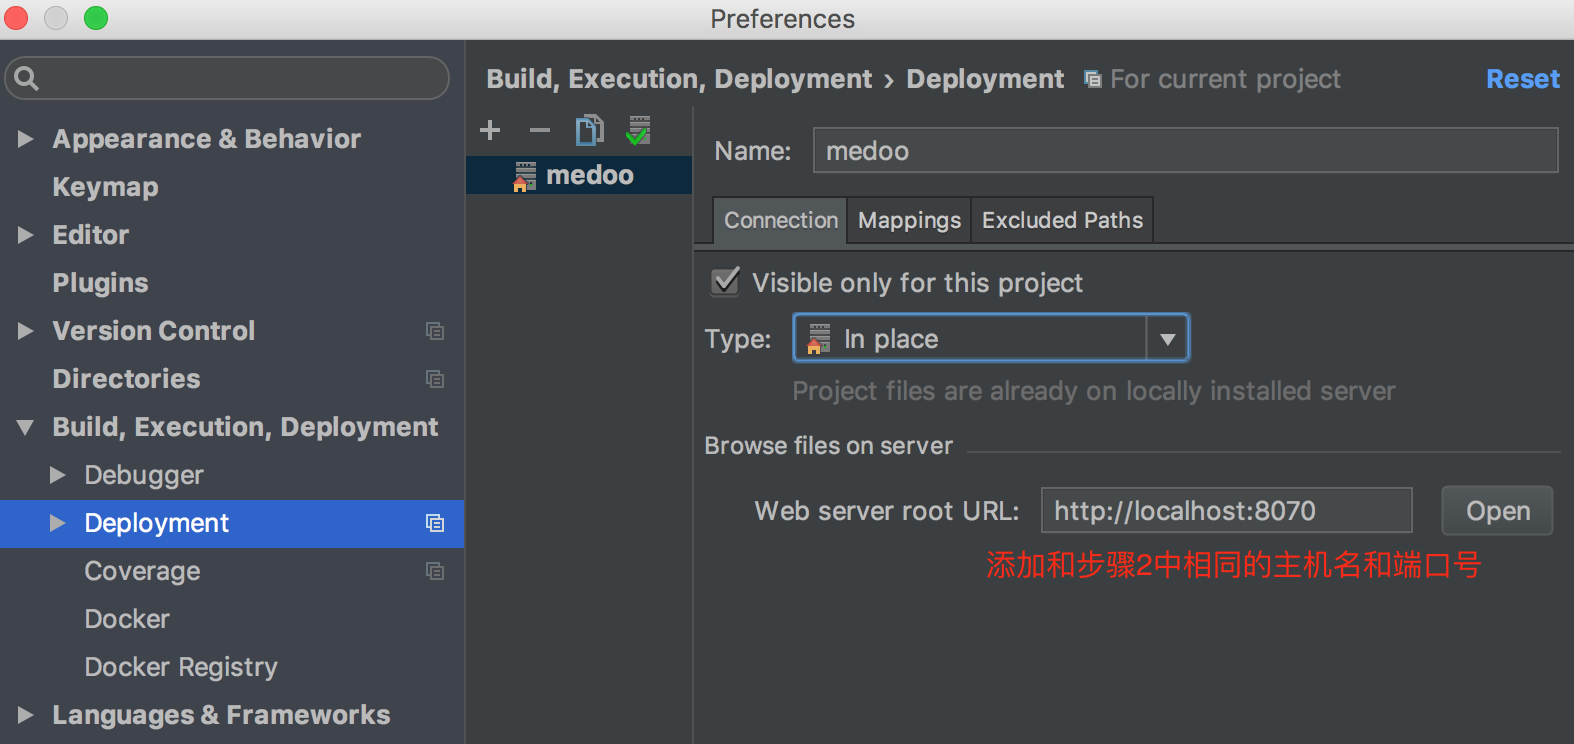 Preferences
Appearance & Behavior
Keymap
Editor
Plugins
Version Control
Directories
Build, Execution, Deployment
Debugger
Deployment
Coverage
Docker
Docker Registry
Languages & Frameworks
Build, Execution, Deployment › Deployment For current project Reset
medoo
Name: medoo
Connection Mappings Excluded Paths
Visible only for this project
Type: In place
Project files are already on locally installed server
Browse files on server
Web server root URL: http://localhost:8070 Open
添加和步骤2中相同的主机名和端口号